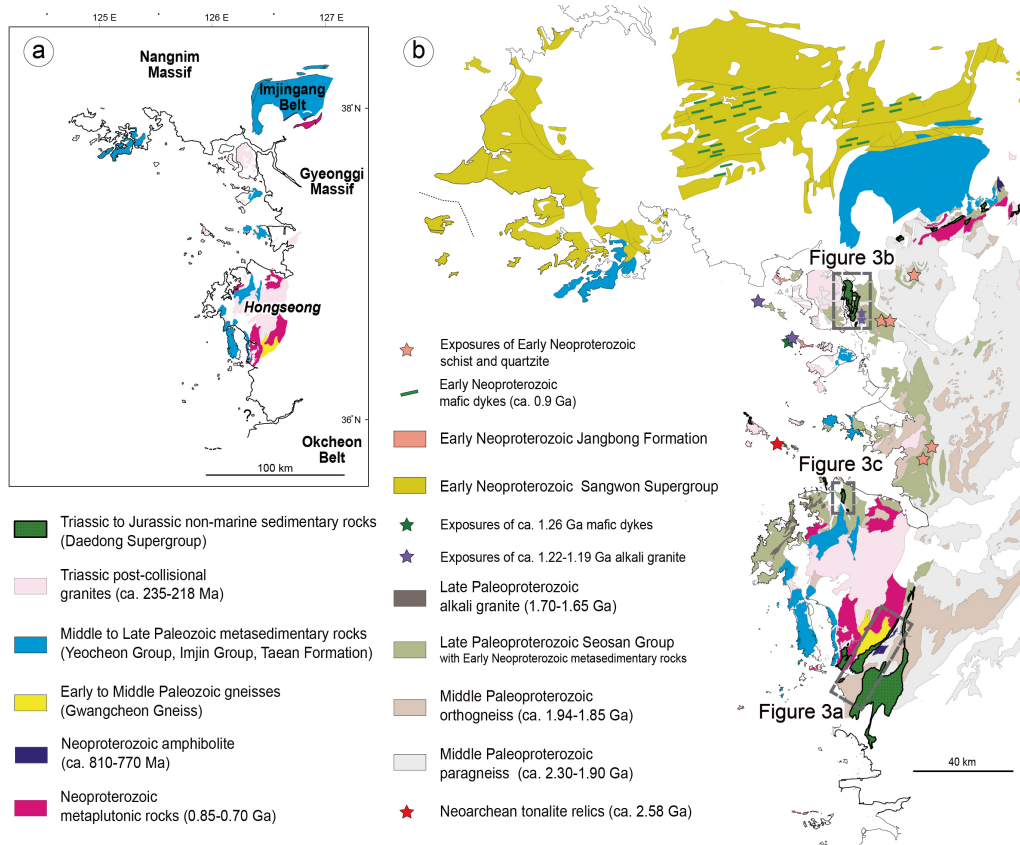 125 E
126 E
127 E
a
Nangnim
Massif
Imjingang
Belt
38°N
Gyeonggi
Massif
Hongseong
?
36°N
Okcheon
Belt
100 km
b
Figure 3b
Figure 3c
Figure 3a
40 km
Exposures of Early Neoproterozoic
schist and quartzite
Early Neoproterozoic
mafic dykes (ca. 0.9 Ga)
Early Neoproterozoic Jangbong Formation
Early Neoproterozoic Sangwon Supergroup
Exposures of ca. 1.26 Ga mafic dykes
Exposures of ca. 1.22-1.19 Ga alkali granite
Late Paleoproterozoic
alkali granite (1.70-1.65 Ga)
Late Paleoproterozoic Seosan Group
with Early Neoproterozoic metasedimentary rocks
Middle Paleoproterozoic
orthogneiss (ca. 1.94-1.85 Ga)
Middle Paleoproterozoic
paragneiss (ca. 2.30-1.90 Ga)
Neoarchean tonalite relics (ca. 2.58 Ga)
Triassic to Jurassic non-marine sedimentary rocks
(Daedong Supergroup)
Triassic post-collisional
granites (ca. 235-218 Ma)
Middle to Late Paleozoic metasedimentary rocks
(Yeocheon Group, Imjin Group, Taean Formation)
Early to Middle Paleozoic gneisses
(Gwangcheon Gneiss)
Neoproterozoic amphibolite
(ca. 810-770 Ma)
Neoproterozoic
metaplutonic rocks (0.85-0.70 Ga)